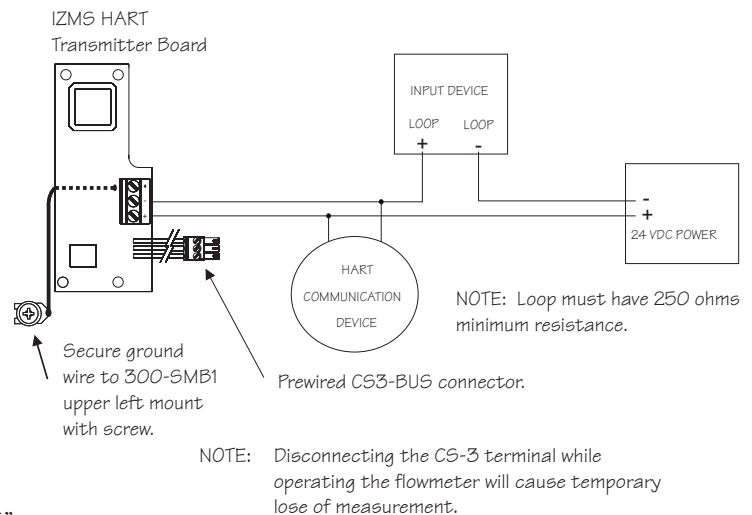 IZMS HART
Transmitter Board
INPUT DEVICE
LOOP LOOP
+ -
-
+
24 VDC POWER
HART
COMMUNICATION
DEVICE
NOTE: Loop must have 250 ohms
minimum resistance.
Secure ground
wire to 300-SMB1
upper left mount
with screw.
Prewired CS3-BUS connector.
NOTE: Disconnecting the CS-3 terminal while
operating the flowmeter will cause temporary
lose of measurement.